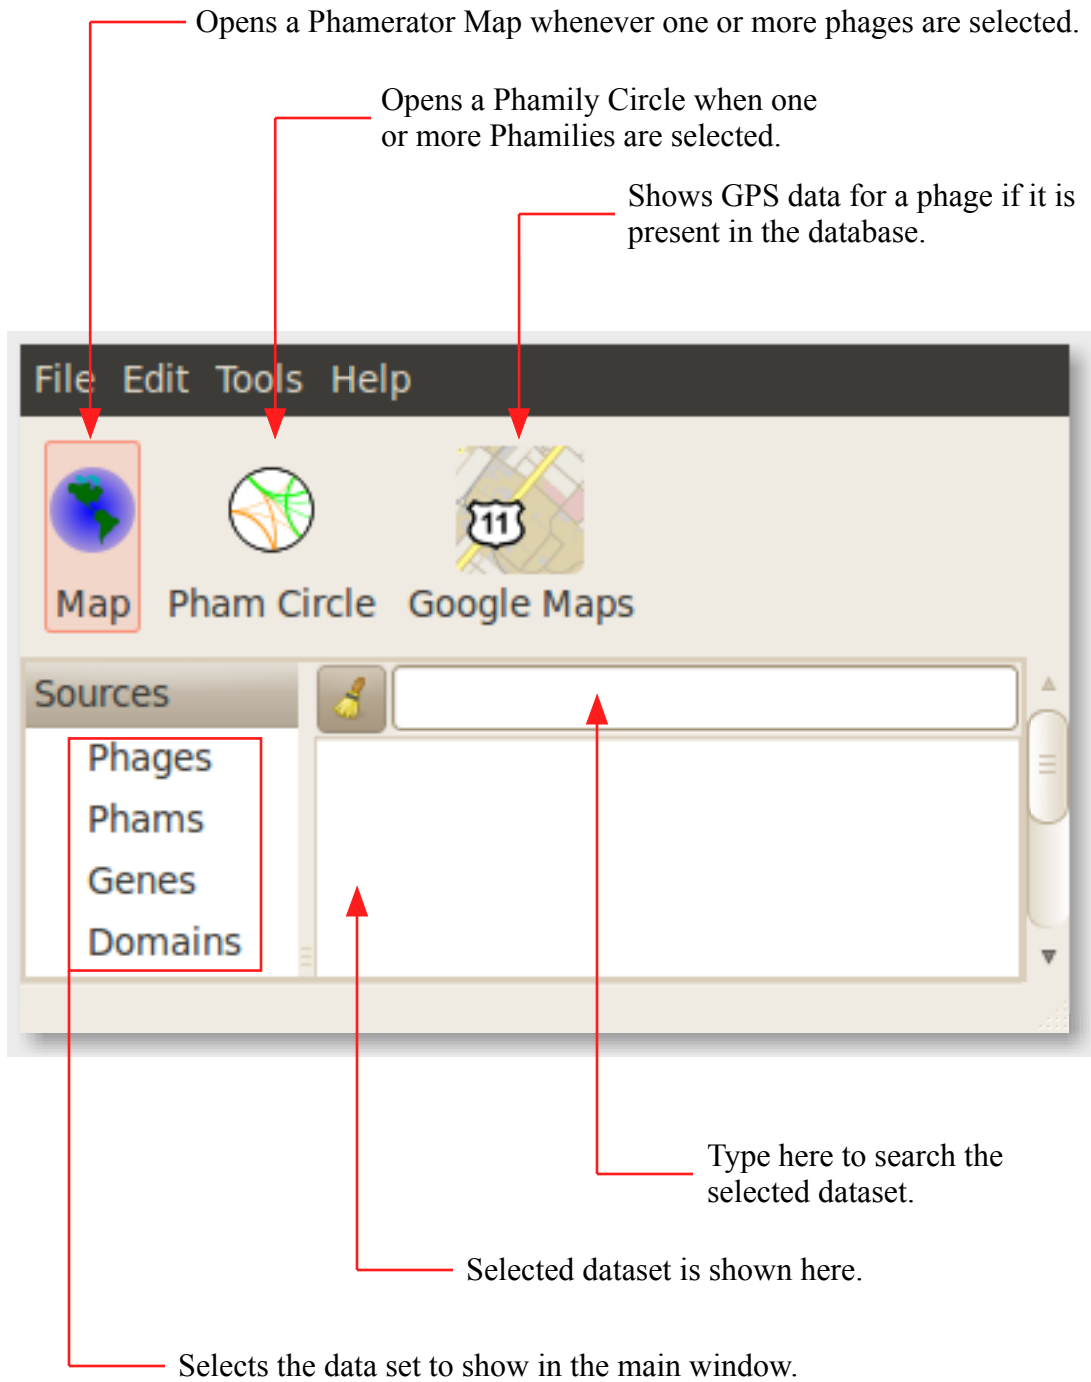 Opens a Phamerator Map whenever one or more phages are selected.
Opens a Phamily Circle when one
or more Phamilies are selected.
Shows GPS data for a phage if it is
present in the database.
File Edit Tools Help
11
Map Pham Circle Google Maps
Sources
Phages
Phams
Genes
Domains
Type here to search the
selected dataset.
Selected dataset is shown here.
Selects the data set to show in the main window.